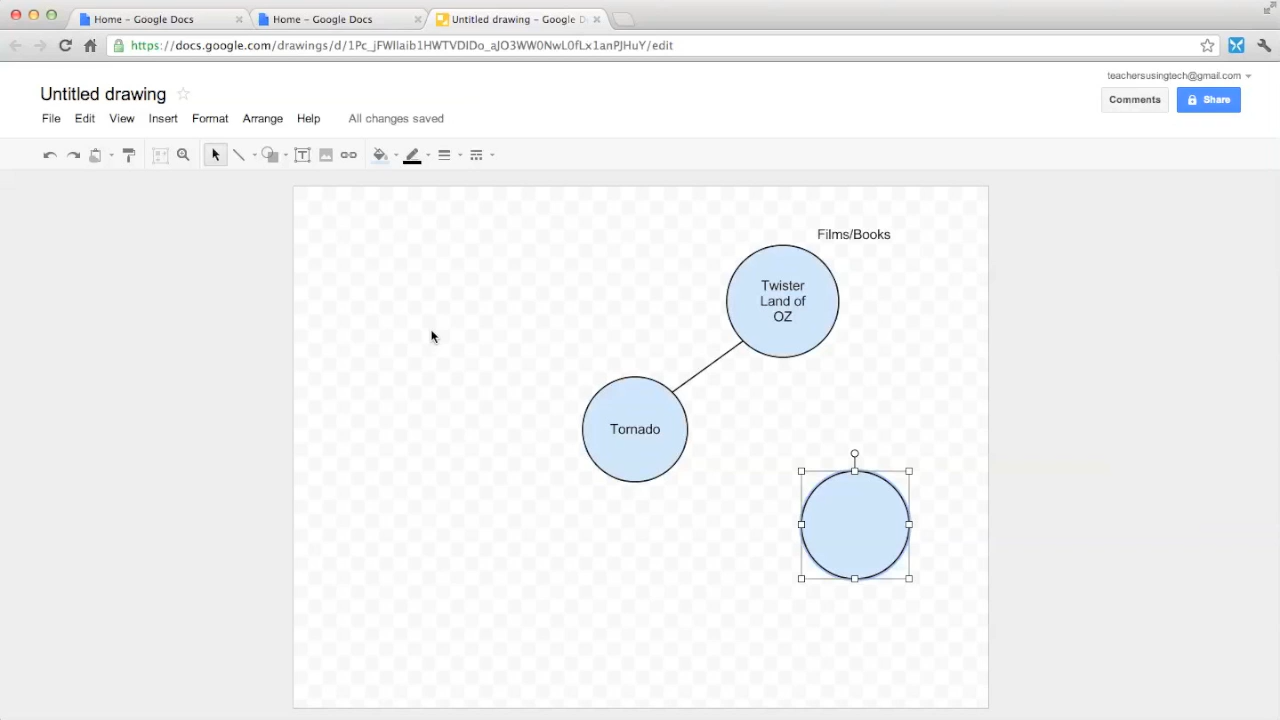 Home – Google Docs
Home – Google Docs
Untitled drawing – Google D
https://docs.google.com/drawings/d/1Pc_jFWIIaib1HWTVDIDo_aJO3WW0NwL0fLx1anPJHuY/edit
teachersusingtech@gmail.com
Untitled drawing
Comments
Share
File Edit View Insert Format Arrange Help All changes saved
Films/Books
Twister
Land of
OZ
Tornado